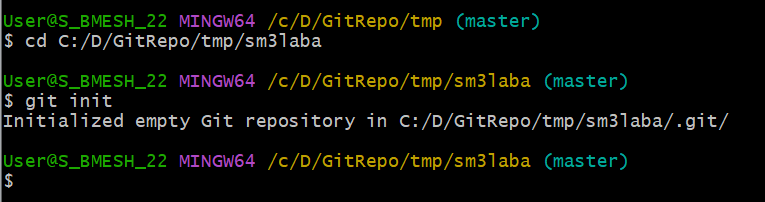 User@S_BMESH_22 MINGW64 /c/D/GitRepo/tmp (master)
$ cd C:/D/GitRepo/tmp/sm3laba
User@S_BMESH_22 MINGW64 /c/D/GitRepo/tmp/sm3laba (master)
$ git init
Initialized empty Git repository in C:/D/GitRepo/tmp/sm3laba/.git/
User@S_BMESH_22 MINGW64 /c/D/GitRepo/tmp/sm3laba (master)
$